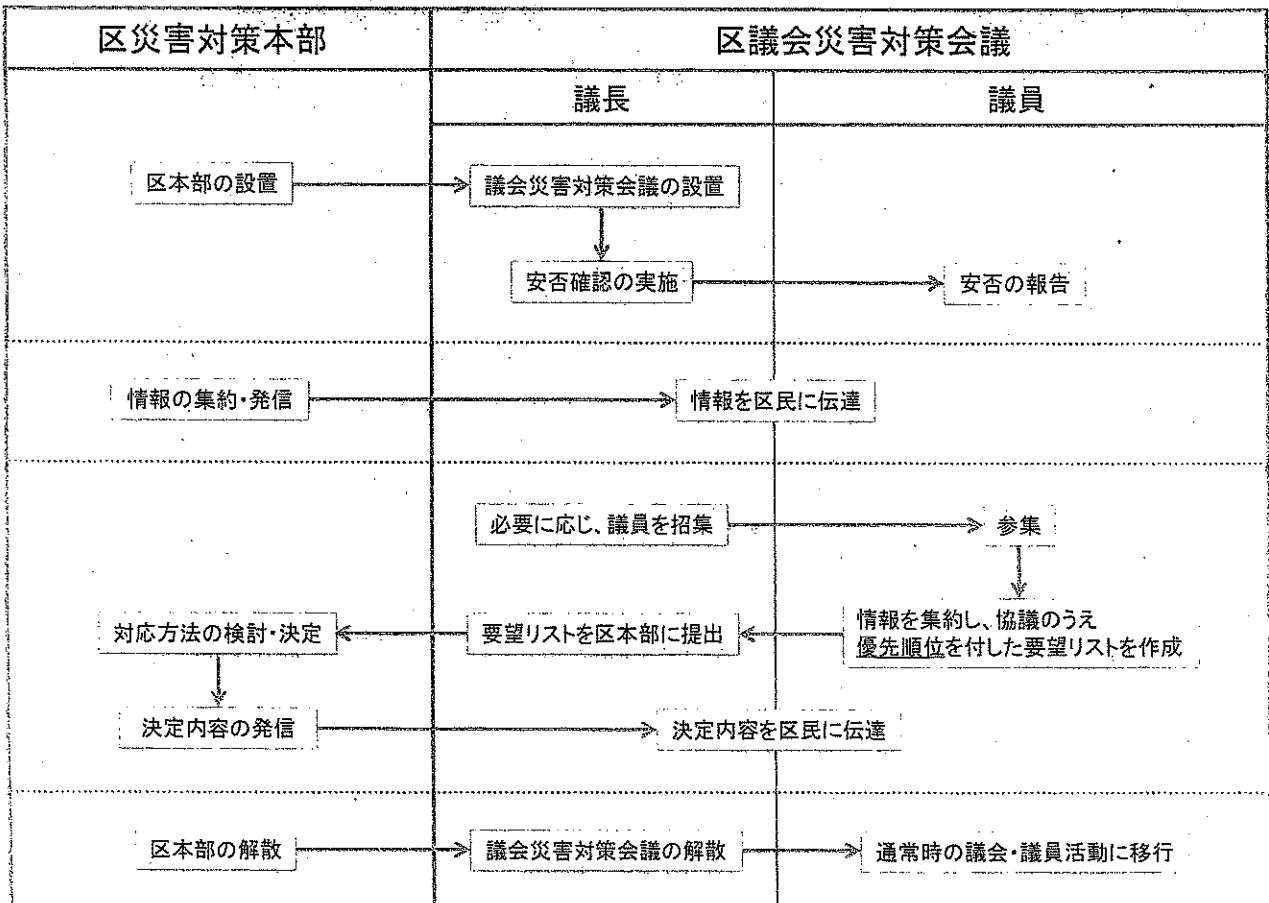 区災害対策本部
区議会災害対策会議
議長
議員
区本部の設置
議会災害対策会議の設置
安否確認の実施
安否の報告
情報の集約・発信
情報を区民に伝達
必要に応じ、議員を招集
参集
情報を集約し、協議のうえ
優先順位を付した要望リストを作成
要望リストを区本部に提出
対応方法の検討・決定
決定内容の発信
決定内容を区民に伝達
区本部の解散
議会災害対策会議の解散
通常時の議会・議員活動に移行